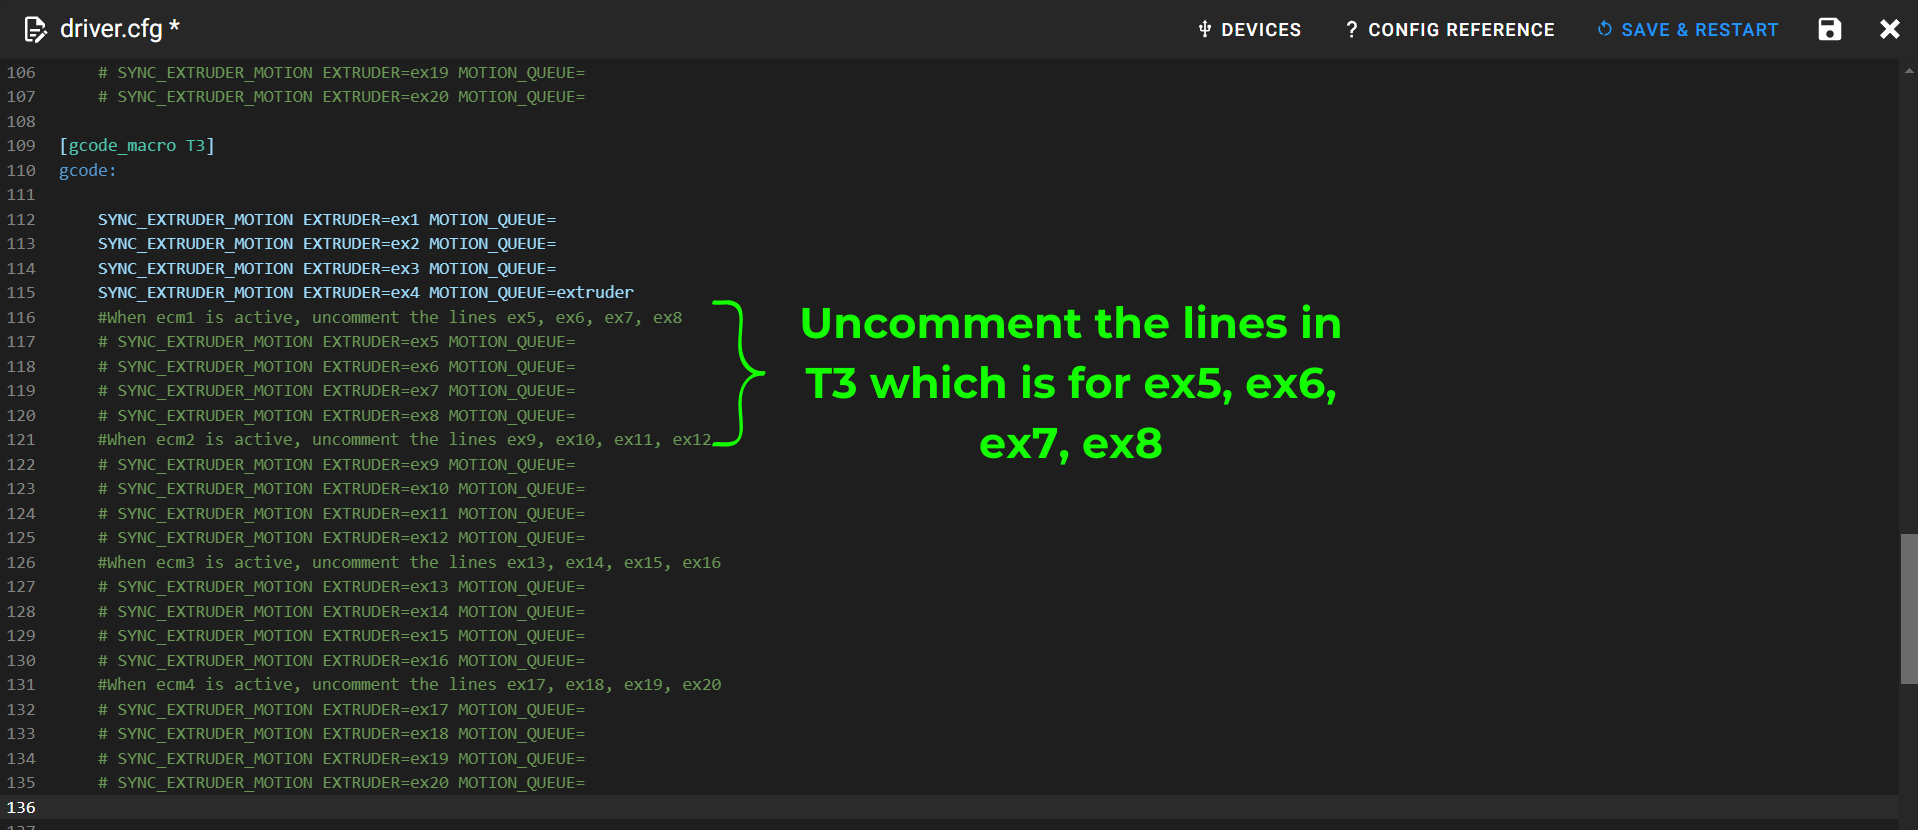 driver.cfg *
DEVICES
? CONFIG REFERENCE
SAVE & RESTART
106 # SYNC_EXTRUDER_MOTION EXTRUDER=ex19 MOTION_QUEUE=
107 # SYNC_EXTRUDER_MOTION EXTRUDER=ex20 MOTION_QUEUE=
108
109 [gcode_macro T3]
110 gcode:
111
112 SYNC_EXTRUDER_MOTION EXTRUDER=ex1 MOTION_QUEUE=
113 SYNC_EXTRUDER_MOTION EXTRUDER=ex2 MOTION_QUEUE=
114 SYNC_EXTRUDER_MOTION EXTRUDER=ex3 MOTION_QUEUE=
115 SYNC_EXTRUDER_MOTION EXTRUDER=ex4 MOTION_QUEUE=extruder
116 #When ecm1 is active, uncomment the lines ex5, ex6, ex7, ex8
117 # SYNC_EXTRUDER_MOTION EXTRUDER=ex5 MOTION_QUEUE=
118 # SYNC_EXTRUDER_MOTION EXTRUDER=ex6 MOTION_QUEUE=
119 # SYNC_EXTRUDER_MOTION EXTRUDER=ex7 MOTION_QUEUE=
120 # SYNC_EXTRUDER_MOTION EXTRUDER=ex8 MOTION_QUEUE=
121 #When ecm2 is active, uncomment the lines ex9, ex10, ex11, ex12
122 # SYNC_EXTRUDER_MOTION EXTRUDER=ex9 MOTION_QUEUE=
123 # SYNC_EXTRUDER_MOTION EXTRUDER=ex10 MOTION_QUEUE=
124 # SYNC_EXTRUDER_MOTION EXTRUDER=ex11 MOTION_QUEUE=
125 # SYNC_EXTRUDER_MOTION EXTRUDER=ex12 MOTION_QUEUE=
126 #When ecm3 is active, uncomment the lines ex13, ex14, ex15, ex16
127 # SYNC_EXTRUDER_MOTION EXTRUDER=ex13 MOTION_QUEUE=
128 # SYNC_EXTRUDER_MOTION EXTRUDER=ex14 MOTION_QUEUE=
129 # SYNC_EXTRUDER_MOTION EXTRUDER=ex15 MOTION_QUEUE=
130 # SYNC_EXTRUDER_MOTION EXTRUDER=ex16 MOTION_QUEUE=
131 #When ecm4 is active, uncomment the lines ex17, ex18, ex19, ex20
132 # SYNC_EXTRUDER_MOTION EXTRUDER=ex17 MOTION_QUEUE=
133 # SYNC_EXTRUDER_MOTION EXTRUDER=ex18 MOTION_QUEUE=
134 # SYNC_EXTRUDER_MOTION EXTRUDER=ex19 MOTION_QUEUE=
135 # SYNC_EXTRUDER_MOTION EXTRUDER=ex20 MOTION_QUEUE=
136
Uncomment the lines in
T3 which is for ex5, ex6,
ex7, ex8